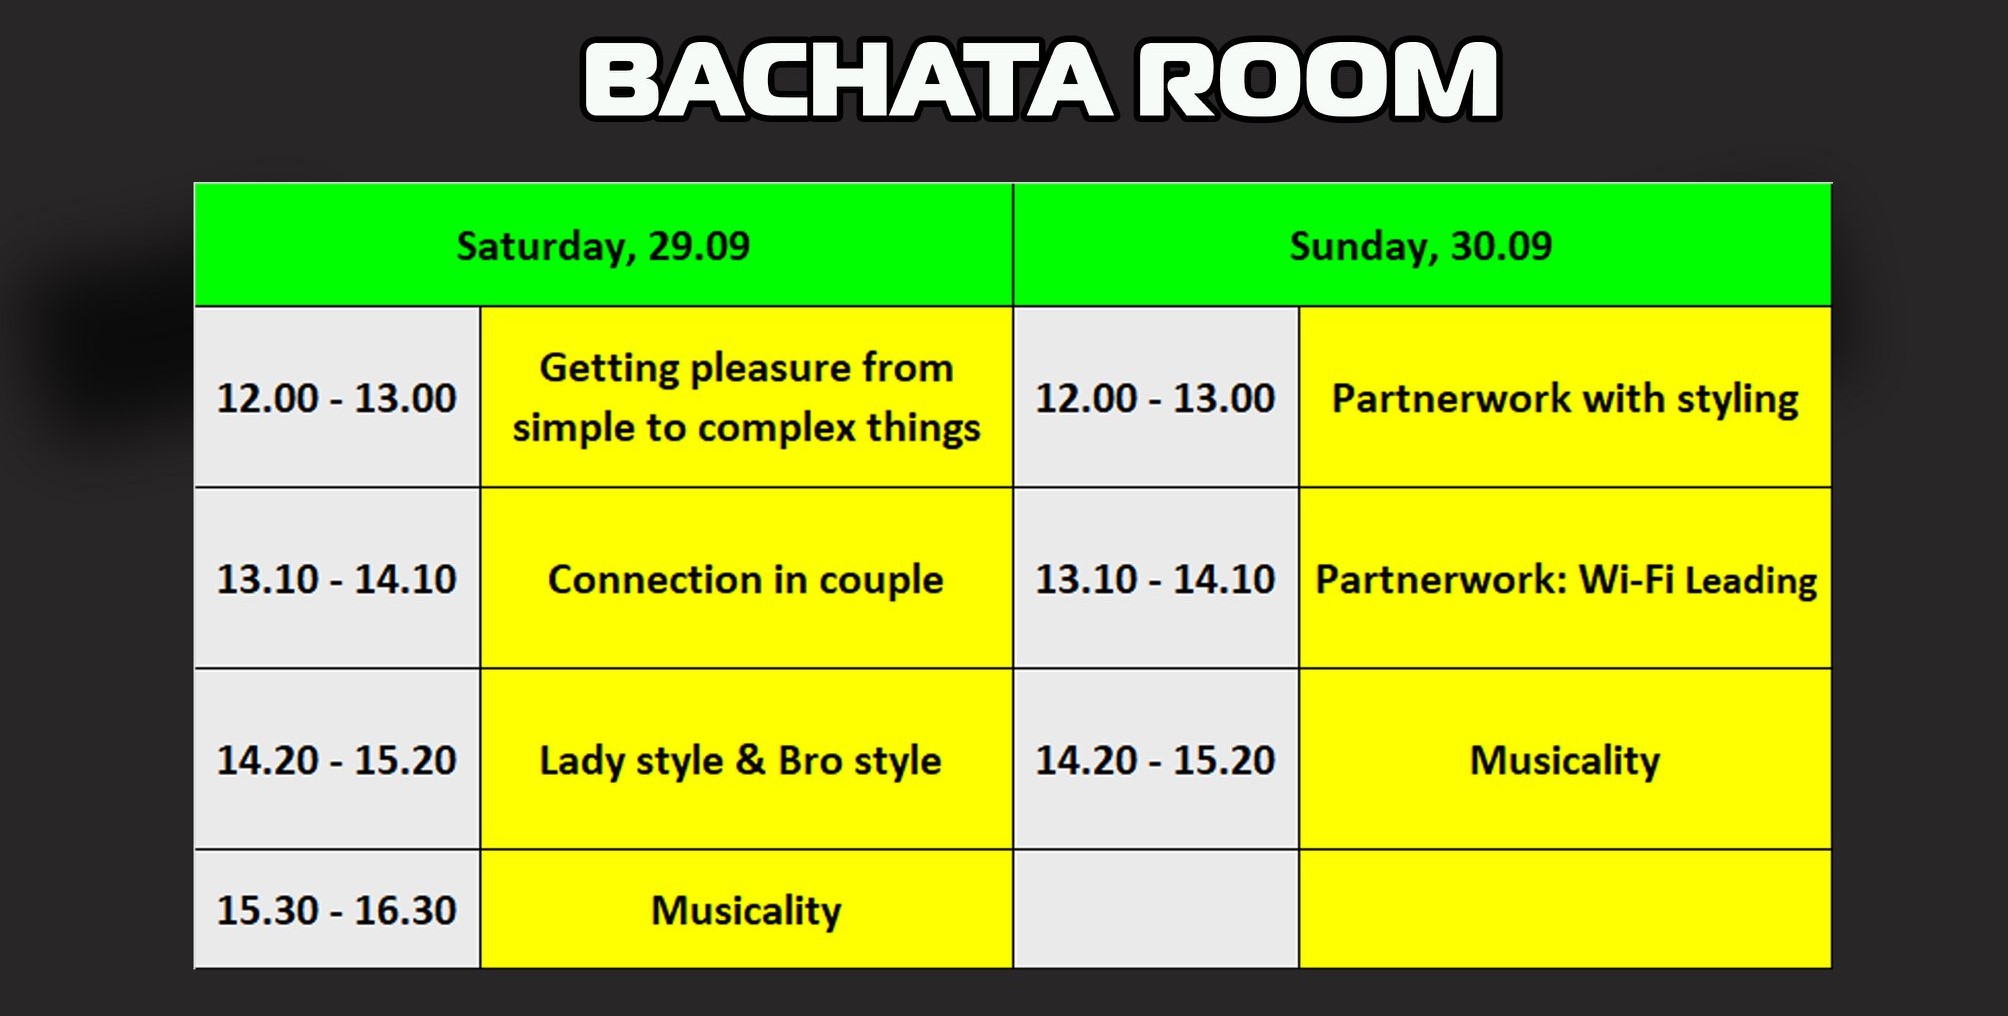 BACHATA ROOM
Saturday, 29.09
Sunday, 30.09
12.00 - 13.00
Getting pleasure from
simple to complex things
12.00 - 13.00
Partnerwork with styling
13.10 - 14.10
Connection in couple
13.10 - 14.10
Partnerwork: Wi-Fi Leading
14.20 - 15.20
Lady style & Bro style
14.20 - 15.20
Musicality
15.30 - 16.30
Musicality